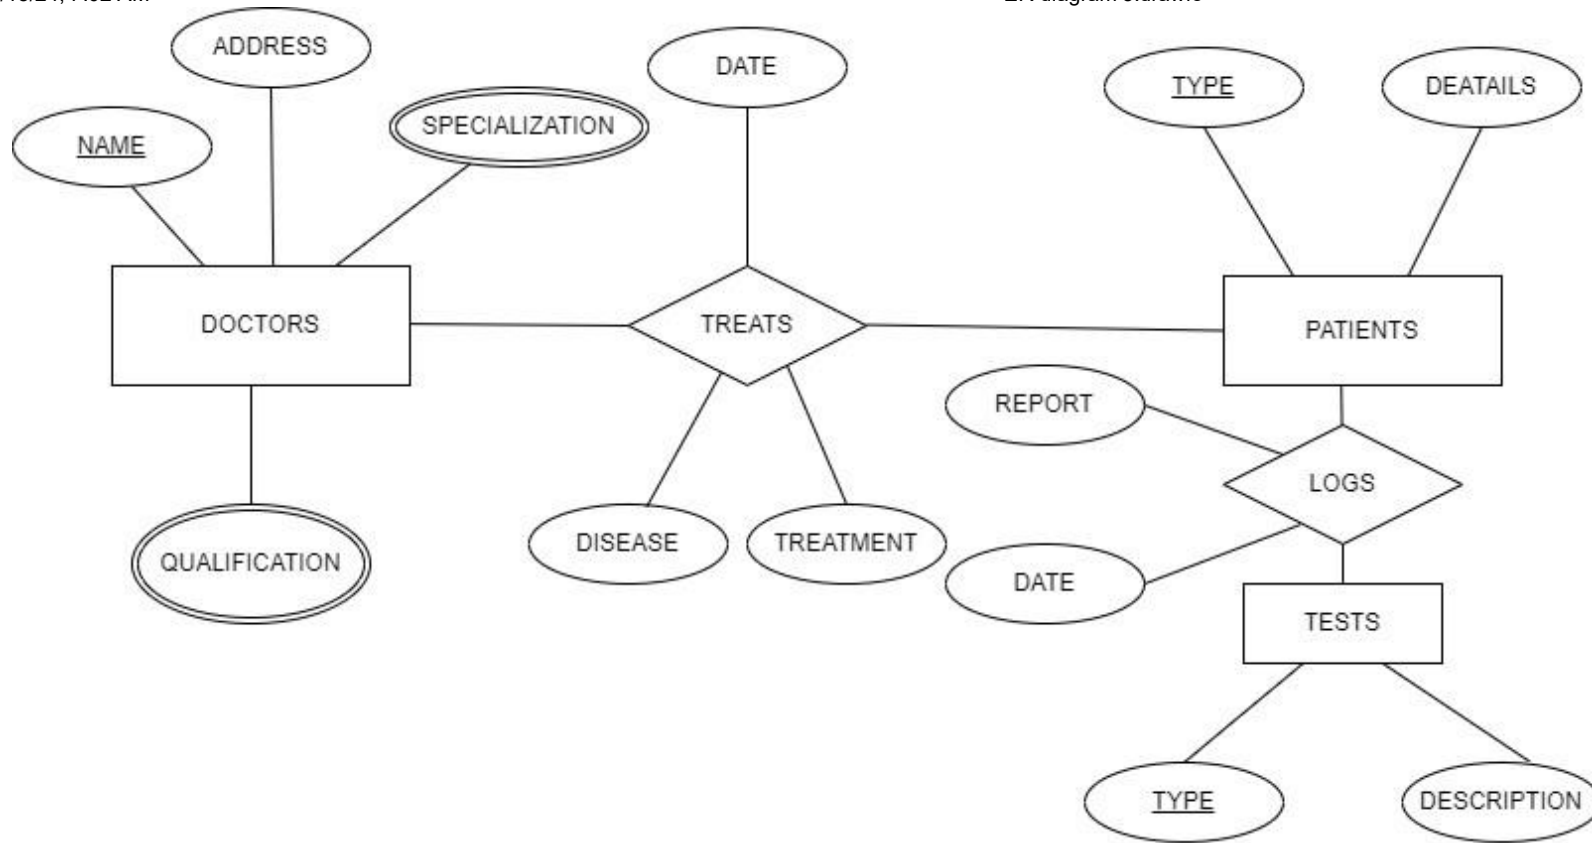 ADDRESS
DATE
TYPE
DEATAILS
SPECIALIZATION
NAME
DOCTORS
TREATS
PATIENTS
REPORT
LOGS
QUALIFICATION
DISEASE
TREATMENT
DATE
TESTS
TYPE
DESCRIPTION